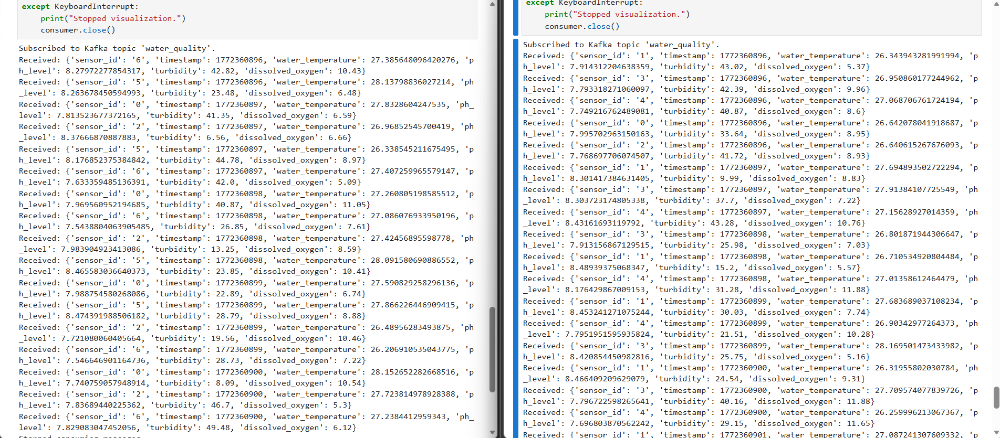 except KeyboardInterrupt:
    print("Stopped visualization.")
    consumer.close()
Subscribed to Kafka topic 'water_quality'.
Received: {'sensor_id': '6', 'timestamp': 1772360896, 'water_temperature': 27.385648096420276, 'p
h_level': 8.27972277854317, 'turbidity': 42.82, 'dissolved_oxygen': 10.43}
Received: {'sensor_id': '5', 'timestamp': 1772360896, 'water_temperature': 28.13798836027214, 'ph
_level': 8.263678450594993, 'turbidity': 23.48, 'dissolved_oxygen': 6.48}
Received: {'sensor_id': '0', 'timestamp': 1772360897, 'water_temperature': 27.8328604247535, 'ph_
level': 7.813523677372165, 'turbidity': 41.35, 'dissolved_oxygen': 6.59}
Received: {'sensor_id': '2', 'timestamp': 1772360897, 'water_temperature': 26.96852545700419, 'ph
_level': 8.37666870887883, 'turbidity': 6.56, 'dissolved_oxygen': 6.66}
Received: {'sensor_id': '5', 'timestamp': 1772360897, 'water_temperature': 26.338545211675495, 'p
h_level': 8.176852375384842, 'turbidity': 44.78, 'dissolved_oxygen': 8.97}
Received: {'sensor_id': '6', 'timestamp': 1772360897, 'water_temperature': 27.407259965579147, 'p
h_level': 7.633359485136391, 'turbidity': 42.0, 'dissolved_oxygen': 5.09}
Received: {'sensor_id': '0', 'timestamp': 1772360898, 'water_temperature': 27.260805198585512, 'p
h_level': 7.969560952194685, 'turbidity': 40.87, 'dissolved_oxygen': 11.05}
Received: {'sensor_id': '6', 'timestamp': 1772360898, 'water_temperature': 27.086076933950196, 'p
h_level': 7.5438804063905485, 'turbidity': 26.85, 'dissolved_oxygen': 7.61}
Received: {'sensor_id': '2', 'timestamp': 1772360898, 'water_temperature': 27.42456895598778, 'ph
_level': 7.983904923413086, 'turbidity': 13.25, 'dissolved_oxygen': 8.59}
Received: {'sensor_id': '5', 'timestamp': 1772360898, 'water_temperature': 28.091580690886552, 'p
h_level': 8.465583036640373, 'turbidity': 23.85, 'dissolved_oxygen': 10.41}
Received: {'sensor_id': '0', 'timestamp': 1772360899, 'water_temperature': 27.590829258296136, 'p
h_level': 7.988754580268086, 'turbidity': 22.89, 'dissolved_oxygen': 6.74}
Received: {'sensor_id': '5', 'timestamp': 1772360899, 'water_temperature': 27.866226446909415, 'p
h_level': 8.474391988506182, 'turbidity': 28.79, 'dissolved_oxygen': 8.88}
Received: {'sensor_id': '2', 'timestamp': 1772360899, 'water_temperature': 26.48956283493875, 'ph
_level': 7.721080060405664, 'turbidity': 19.56, 'dissolved_oxygen': 10.46}
Received: {'sensor_id': '6', 'timestamp': 1772360899, 'water_temperature': 26.206910535043775, 'p
h_level': 7.546646901164736, 'turbidity': 28.73, 'dissolved_oxygen': 7.22}
Received: {'sensor_id': '0', 'timestamp': 1772360900, 'water_temperature': 28.152652282668516, 'p
h_level': 7.740759057948914, 'turbidity': 8.09, 'dissolved_oxygen': 10.54}
Received: {'sensor_id': '2', 'timestamp': 1772360900, 'water_temperature': 27.723814978928388, 'p
h_level': 7.83689440225362, 'turbidity': 46.7, 'dissolved_oxygen': 5.3}
Received: {'sensor_id': '6', 'timestamp': 1772360900, 'water_temperature': 27.2384412959343, 'ph_
level': 7.829083047452056, 'turbidity': 49.48, 'dissolved_oxygen': 6.12}
Stopped consuming messages
except KeyboardInterrupt:
    print("Stopped visualization.")
    consumer.close()
Subscribed to Kafka topic 'water_quality'.
Received: {'sensor_id': '1', 'timestamp': 1772360896, 'water_temperature': 26.343943281991994, 'p
h_level': 7.914312204638359, 'turbidity': 43.02, 'dissolved_oxygen': 5.37}
Received: {'sensor_id': '3', 'timestamp': 1772360896, 'water_temperature': 26.950860177244962, 'p
h_level': 7.793318271060097, 'turbidity': 42.39, 'dissolved_oxygen': 9.96}
Received: {'sensor_id': '4', 'timestamp': 1772360896, 'water_temperature': 27.068706761724194, 'p
h_level': 7.749216762489081, 'turbidity': 40.87, 'dissolved_oxygen': 8.6}
Received: {'sensor_id': '0', 'timestamp': 1772360896, 'water_temperature': 26.642078041918687, 'p
h_level': 7.995702963150163, 'turbidity': 33.64, 'dissolved_oxygen': 8.95}
Received: {'sensor_id': '2', 'timestamp': 1772360896, 'water_temperature': 26.640615267676093, 'p
h_level': 7.768697706074507, 'turbidity': 41.72, 'dissolved_oxygen': 8.93}
Received: {'sensor_id': '1', 'timestamp': 1772360897, 'water_temperature': 27.694893502722294, 'p
h_level': 8.301417384631405, 'turbidity': 9.99, 'dissolved_oxygen': 8.83}
Received: {'sensor_id': '3', 'timestamp': 1772360897, 'water_temperature': 27.91384107725549, 'ph
_level': 8.303723174805338, 'turbidity': 37.7, 'dissolved_oxygen': 7.22}
Received: {'sensor_id': '4', 'timestamp': 1772360897, 'water_temperature': 27.15628927014359, 'ph
_level': 8.43161693119792, 'turbidity': 43.28, 'dissolved_oxygen': 10.76}
Received: {'sensor_id': '3', 'timestamp': 1772360898, 'water_temperature': 26.801871944306647, 'p
h_level': 7.913156867129515, 'turbidity': 25.98, 'dissolved_oxygen': 7.03}
Received: {'sensor_id': '1', 'timestamp': 1772360898, 'water_temperature': 26.710534920804484, 'p
h_level': 8.48939375068347, 'turbidity': 15.2, 'dissolved_oxygen': 5.57}
Received: {'sensor_id': '4', 'timestamp': 1772360898, 'water_temperature': 27.01358612464479, 'ph
_level': 8.176429867009153, 'turbidity': 31.28, 'dissolved_oxygen': 11.88}
Received: {'sensor_id': '1', 'timestamp': 1772360899, 'water_temperature': 27.683689037108234, 'p
h_level': 8.453241271075244, 'turbidity': 30.03, 'dissolved_oxygen': 7.74}
Received: {'sensor_id': '4', 'timestamp': 1772360899, 'water_temperature': 26.90342977264373, 'ph
_level': 7.7951951595935824, 'turbidity': 21.51, 'dissolved_oxygen': 10.28}
Received: {'sensor_id': '3', 'timestamp': 1772360899, 'water_temperature': 28.169501473433982, 'p
h_level': 8.420854450982816, 'turbidity': 25.75, 'dissolved_oxygen': 5.16}
Received: {'sensor_id': '1', 'timestamp': 1772360900, 'water_temperature': 26.31955802030784, 'ph
_level': 8.466409209629079, 'turbidity': 24.54, 'dissolved_oxygen': 9.31}
Received: {'sensor_id': '3', 'timestamp': 1772360900, 'water_temperature': 27.709574077839726, 'p
h_level': 7.796722598265641, 'turbidity': 40.16, 'dissolved_oxygen': 11.88}
Received: {'sensor_id': '4', 'timestamp': 1772360900, 'water_temperature': 26.259996213067367, 'p
h_level': 7.696803870562242, 'turbidity': 29.15, 'dissolved_oxygen': 11.65}
Received: {'sensor_id': '1', 'timestamp': 1772360901, 'water_temperature': 27.087241307609332, 'p